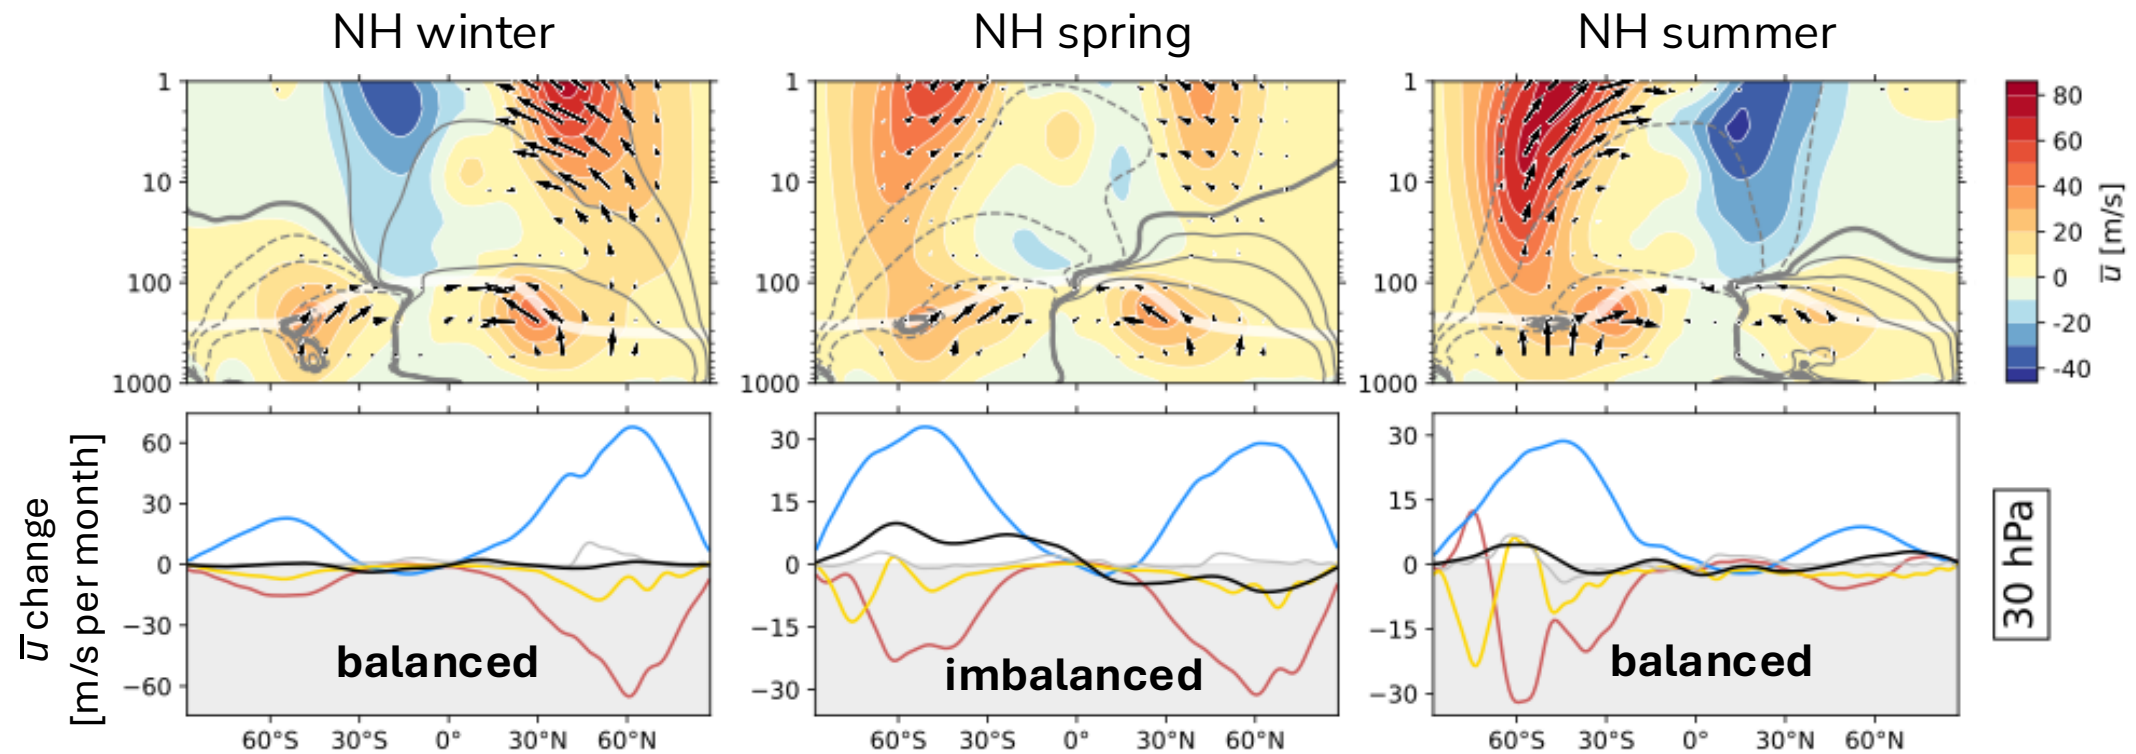 NH winter
NH spring
NH summer
1
10
100
1000
1
10
100
1000
1
10
100
1000
80
60
40
20
0
-20
-40
u̅ [m/s]
u̅ change
[m/s per month]
60
30
0
−30
−60
balanced
60°S 30°S 0° 30°N 60°N
30
15
0
−15
−30
imbalanced
60°S 30°S 0° 30°N 60°N
30
15
0
−15
−30
balanced
60°S 30°S 0° 30°N 60°N
30 hPa